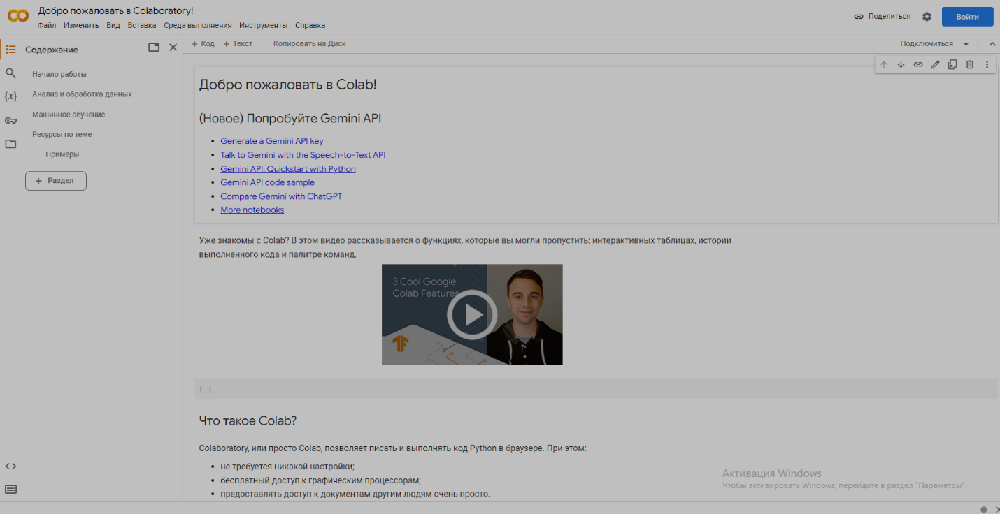 Добро пожаловать в Colaboratory!
Файл Изменить Вид Вставка Среда выполнения Инструменты Справка
Поделиться
Войти
Содержание
Начало работы
Анализ и обработка данных
Машинное обучение
Ресурсы по теме
Примеры
+ Раздел
+ Код + Текст Копировать на Диск
Подключиться
Добро пожаловать в Colab!
(Новое) Попробуйте Gemini API
Generate a Gemini API key
Talk to Gemini with the Speech-to-Text API
Gemini API: Quickstart with Python
Gemini API code sample
Compare Gemini with ChatGPT
More notebooks
Уже знакомы с Colab? В этом видео рассказывается о функциях, которые вы могли пропустить: интерактивных таблицах, истории
выполненного кода и палитре команд.
3 Cool Google
Colab Features
[ ]
Что такое Colab?
Colaboratory, или просто Colab, позволяет писать и выполнять код Python в браузере. При этом:
не требуется никакой настройки;
бесплатный доступ к графическим процессорам;
предоставлять доступ к документам другим людям очень просто.
Активация Windows
Чтобы активировать Windows, перейдите в раздел "Параметры".